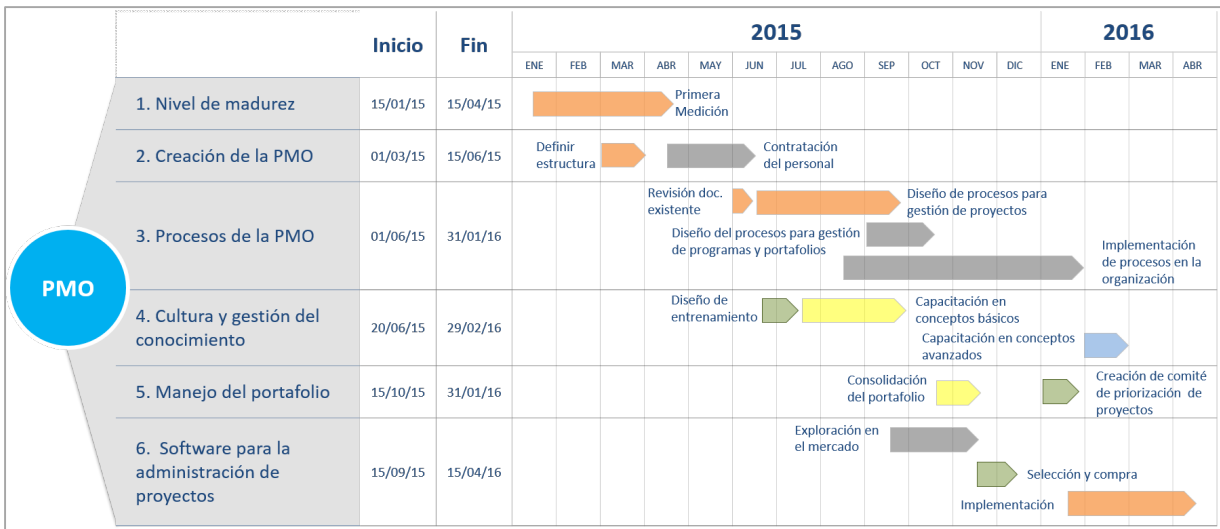 Inicio
Fin
2015
2016
ENE
FEB
MAR
ABR
MAY
JUN
JUL
AGO
SEP
OCT
NOV
DIC
ENE
FEB
MAR
ABR
PMO
1. Nivel de madurez
15/01/15
15/04/15
Primera
Medición
2. Creación de la PMO
01/03/15
15/06/15
Definir
estructura
Contratación
del personal
3. Procesos de la PMO
01/06/15
31/01/16
Revisión doc.
existente
Diseño de procesos para
gestión de proyectos
Diseño del procesos para gestión
de programas y portafolios
Implementación
de procesos en la
organización
4. Cultura y gestión del
conocimiento
20/06/15
29/02/16
Diseño de
entrenamiento
Capacitación en
conceptos básicos
Capacitación en conceptos
avanzados
5. Manejo del portafolio
15/10/15
31/01/16
Consolidación
del portafolio
Creación de comité
de priorización de
proyectos
6. Software para la
administración de
proyectos
15/09/15
15/04/16
Exploración en
el mercado
Selección y compra
Implementación